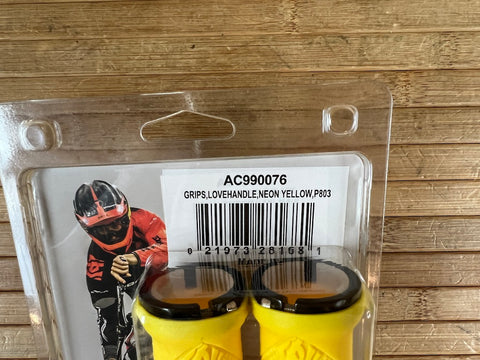 AC990076
GRIPS,LOVEHANDLE,NEON YELLOW,P803
0 21973 28168 1